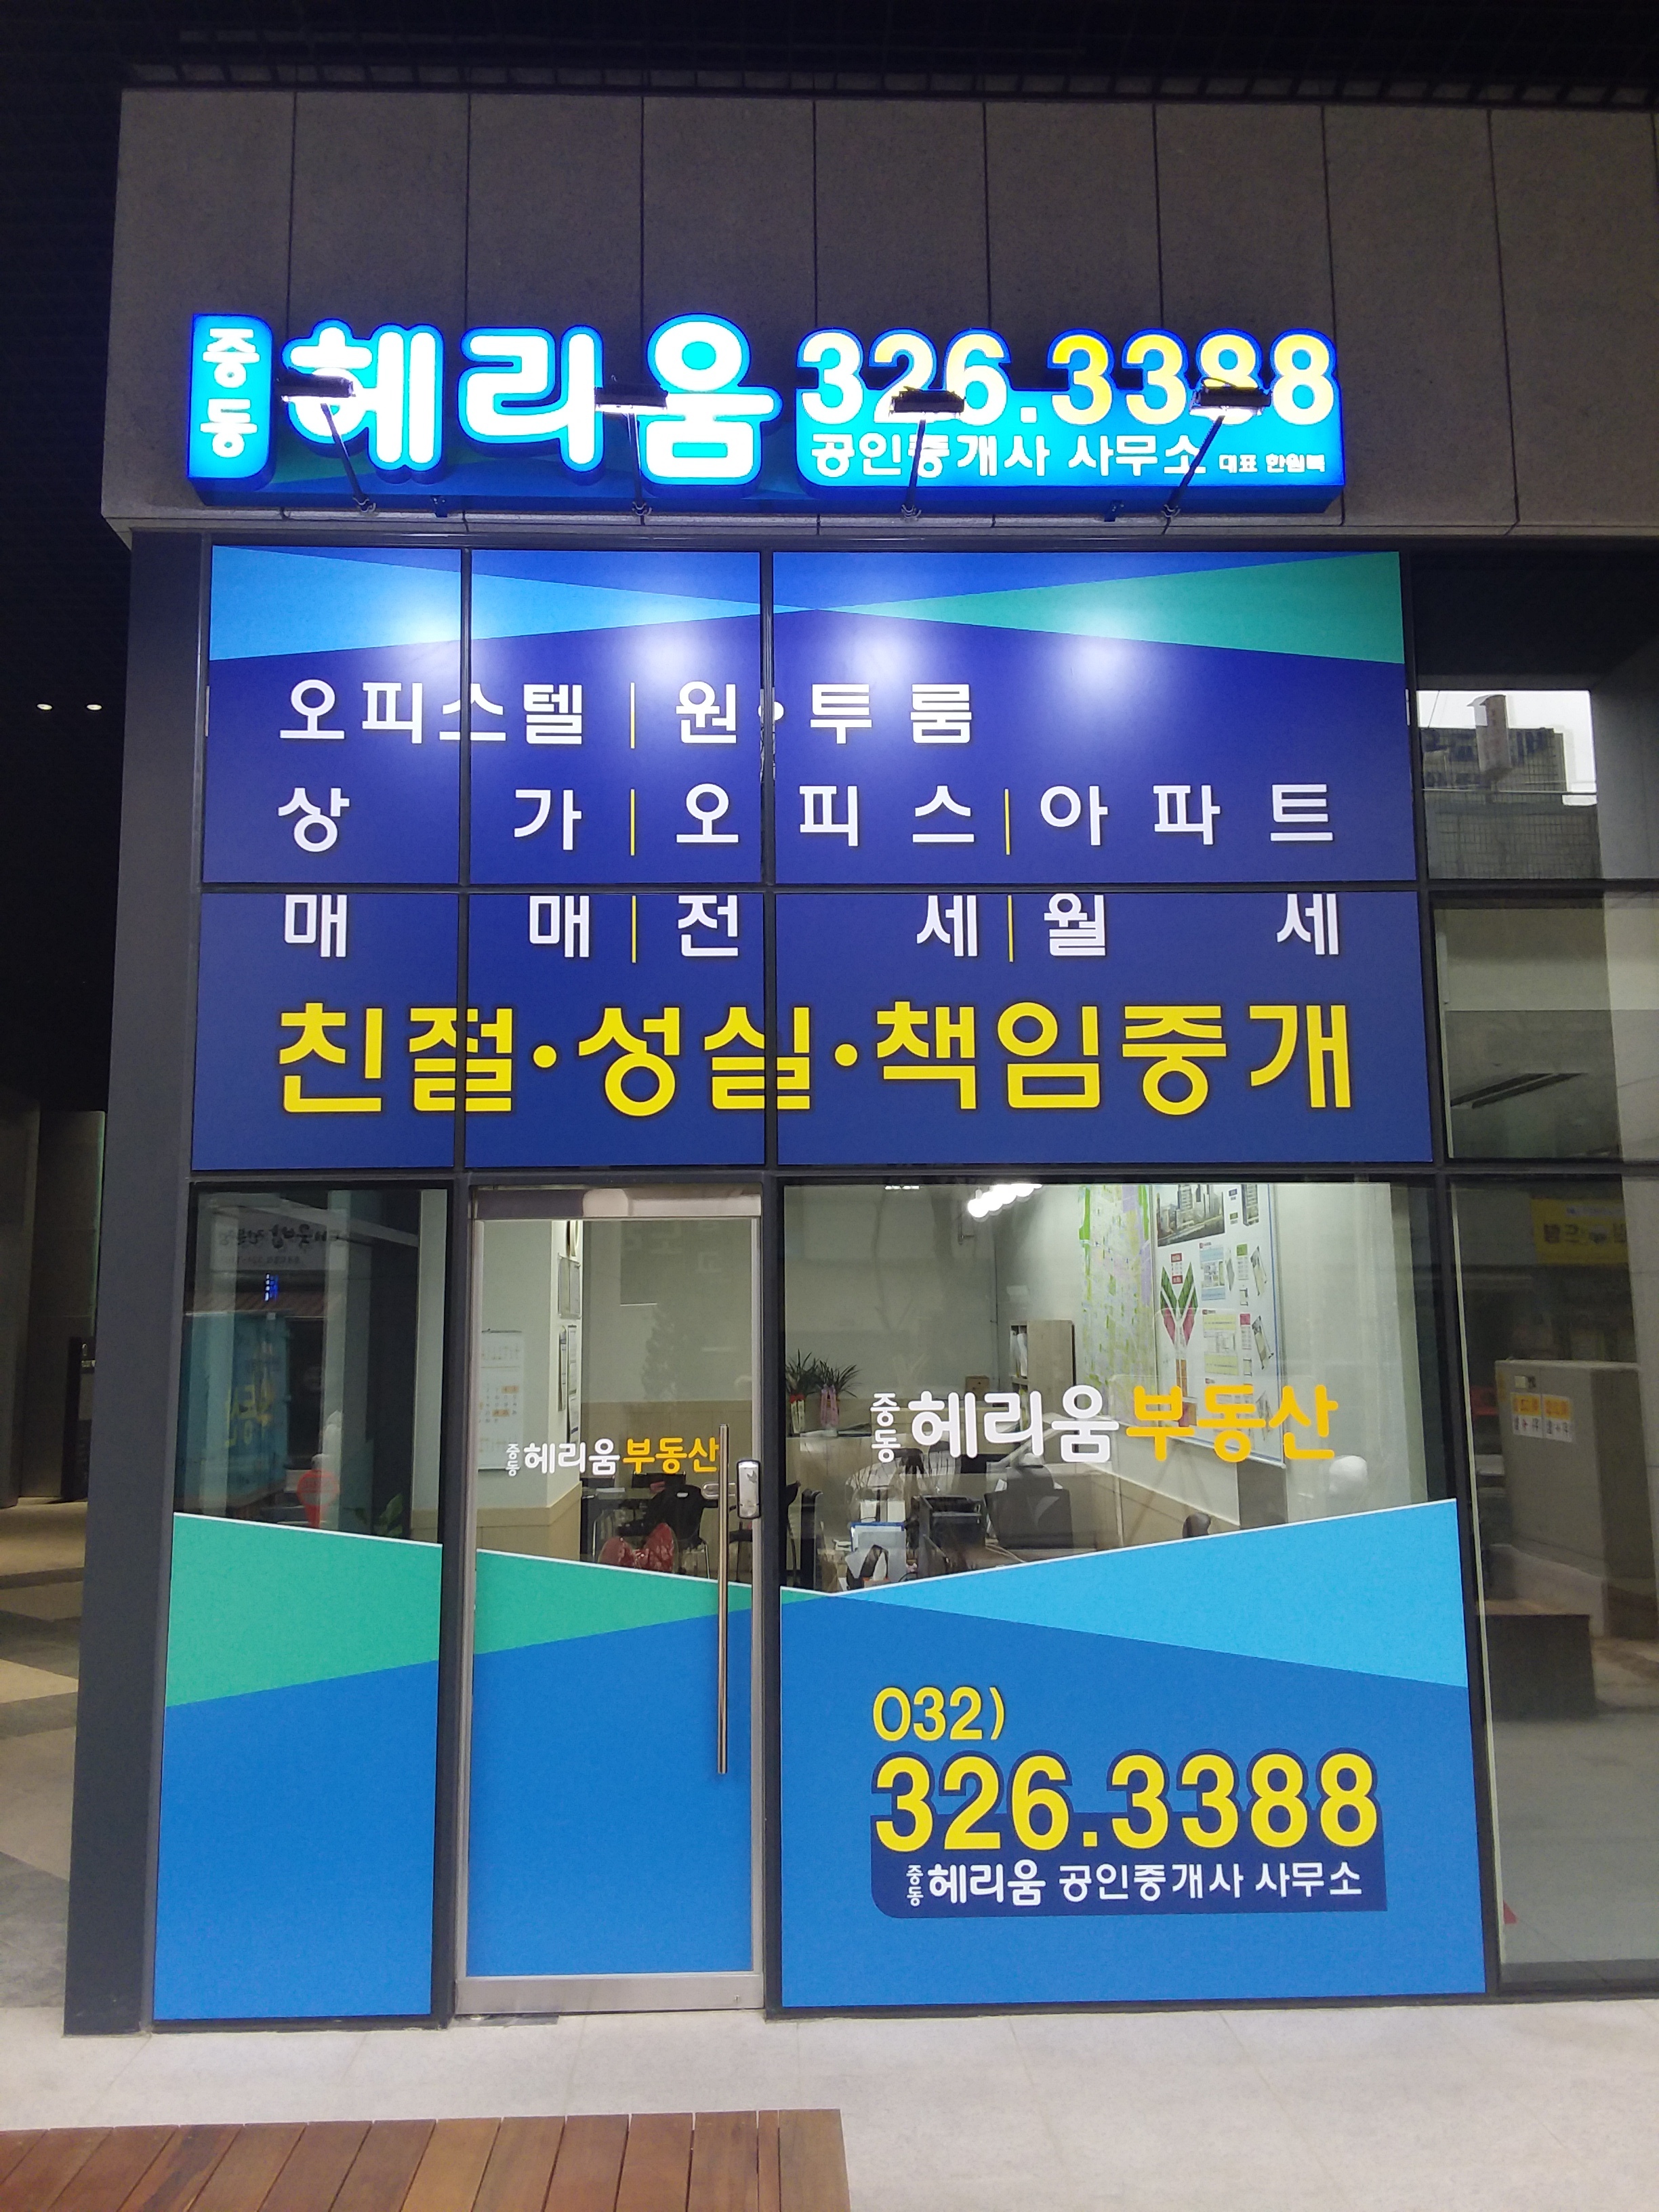 중동 헤리움 326.3388
공인중개사 사무소 대표
오피스텔 | 원·투룸
상가 | 오피스 | 아파트
매매 | 전세 | 월세
친절·성실·책임중개
중동 헤리움부동산
중동 헤리움부동산
032)
326.3388
중동 헤리움 공인중개사 사무소